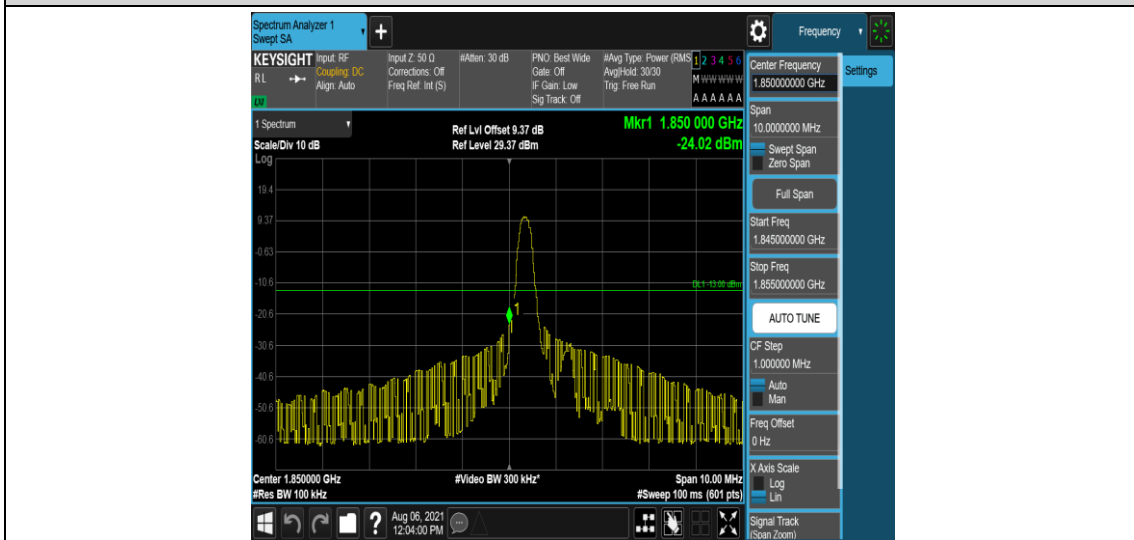 Spectrum Analyzer 1
Swept SA
Frequency
KEYSIGHT
RL
LXI
Input: RF
Coupling: DC
Align: Auto
Input Z: 50 Ω
Corrections: Off
Freq Ref: Int (S)
#Atten: 30 dB
PNO: Best Wide
Gate: Off
IF Gain: Low
Sig Track: Off
#Avg Type: Power (RMS
Avg|Hold: 30/30
Trig: Free Run
1 2 3 4 5 6
M W W W W W
A A A A A A
1 Spectrum
Scale/Div 10 dB
Log
Ref Lvl Offset 9.37 dB
Ref Level 29.37 dBm
Mkr1 1.850 000 GHz
-24.02 dBm
19.4
9.37
-0.63
-10.6
DL1 -13.00 dBm
-20.6
1
-30.6
-40.6
-50.6
-60.6
Center 1.850000 GHz
#Res BW 100 kHz
#Video BW 300 kHz*
Span 10.00 MHz
#Sweep 100 ms (601 pts)
Aug 06, 2021
12:04:00 PM
Center Frequency
1.850000000 GHz
Settings
Span
10.0000000 MHz
Swept Span
Zero Span
Full Span
Start Freq
1.845000000 GHz
Stop Freq
1.855000000 GHz
AUTO TUNE
CF Step
1.000000 MHz
Auto
Man
Freq Offset
0 Hz
X Axis Scale
Log
Lin
Signal Track
(Span Zoom)